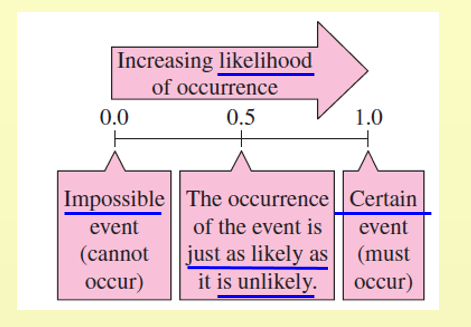 Increasing likelihood
of occurrence
0.0 0.5 1.0
Impossible
event
(cannot
occur)
The occurrence
of the event is
just as likely as
it is unlikely.
Certain
event
(must
occur)